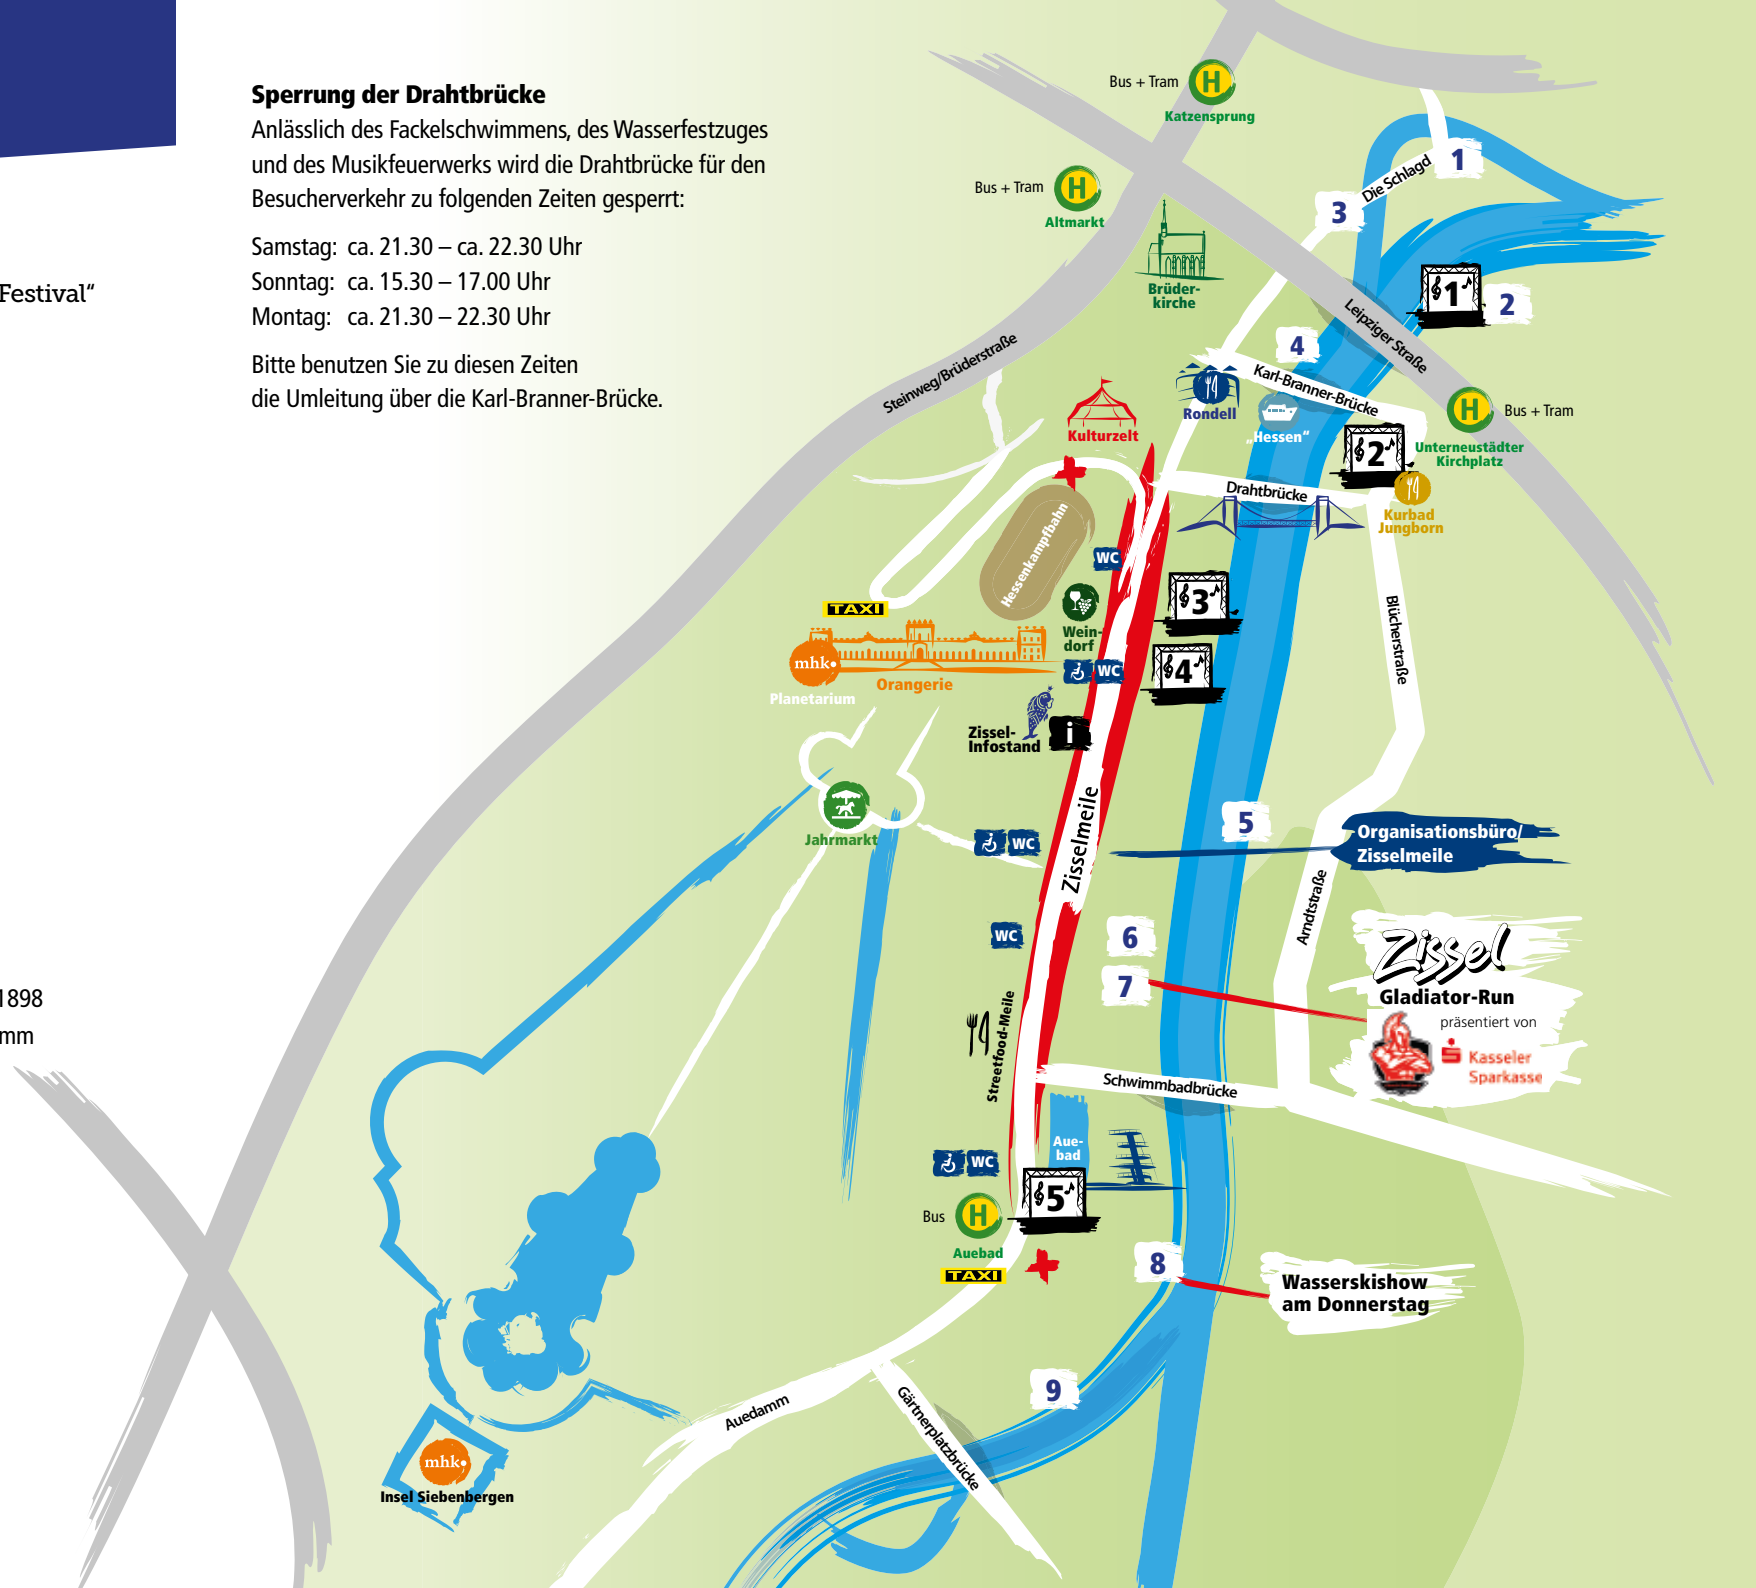 Sperrung der Drahtbrücke
Anlässlich des Fackelschwimmens, des Wasserfestzuges
und des Musikfeuerwerks wird die Drahtbrücke für den
Besucherverkehr zu folgenden Zeiten gesperrt:
Samstag: ca. 21.30 – ca. 22.30 Uhr
Sonntag: ca. 15.30 – 17.00 Uhr
Montag: ca. 21.30 – 22.30 Uhr
Bitte benutzen Sie zu diesen Zeiten
die Umleitung über die Karl-Branner-Brücke.
Festival“
1898
mm
Bus + Tram
H
Katzensprung
Bus + Tram
H
Altmarkt
1
Die Schlagd
3
Brüder-
kirche
1
2
Leipziger Straße
4
Steinweg/Brüderstraße
Karl-Branner-Brücke
Rondell
„Hessen“
H
Bus + Tram
Unterneustädter
Kirchplatz
Kulturzelt
2
Drahtbrücke
Kurbad
Jungborn
Hessenkampfbahn
WC
TAXI
3
Wein-
dorf
Blücherstraße
mhk
Orangerie
Planetarium
WC
4
Zissel-
Infostand
i
Jahrmarkt
WC
Zisselmeile
5
Organisationsbüro/
Zisselmeile
Arndtstraße
WC
6
7
Zissel
Gladiator-Run
präsentiert von
Kasseler
Sparkasse
Streetfood-Meile
Schwimmbadbrücke
Aue-
bad
WC
5
Bus
H
Auebad
TAXI
8
Wasserskishow
am Donnerstag
9
Auedamm
Gärtnerplatzbrücke
mhk
Insel Siebenbergen